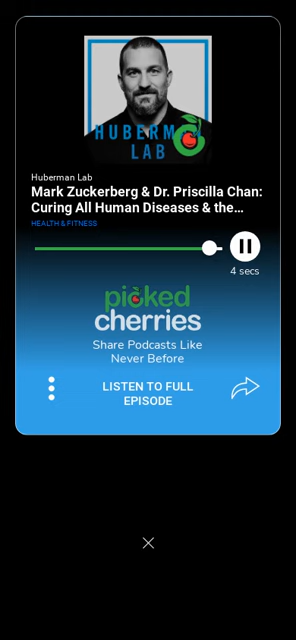 HUBERMAN
LAB
Huberman Lab
Mark Zuckerberg & Dr. Priscilla Chan:
Curing All Human Diseases & the...
HEALTH & FITNESS
4 secs
picked
cherries
Share Podcasts Like
Never Before
LISTEN TO FULL
EPISODE